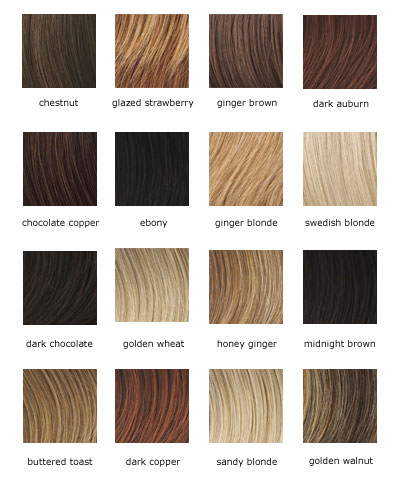 chestnut
glazed strawberry
ginger brown
dark auburn
chocolate copper
ebony
ginger blonde
swedish blonde
dark chocolate
golden wheat
honey ginger
midnight brown
buttered toast
dark copper
sandy blonde
golden walnut